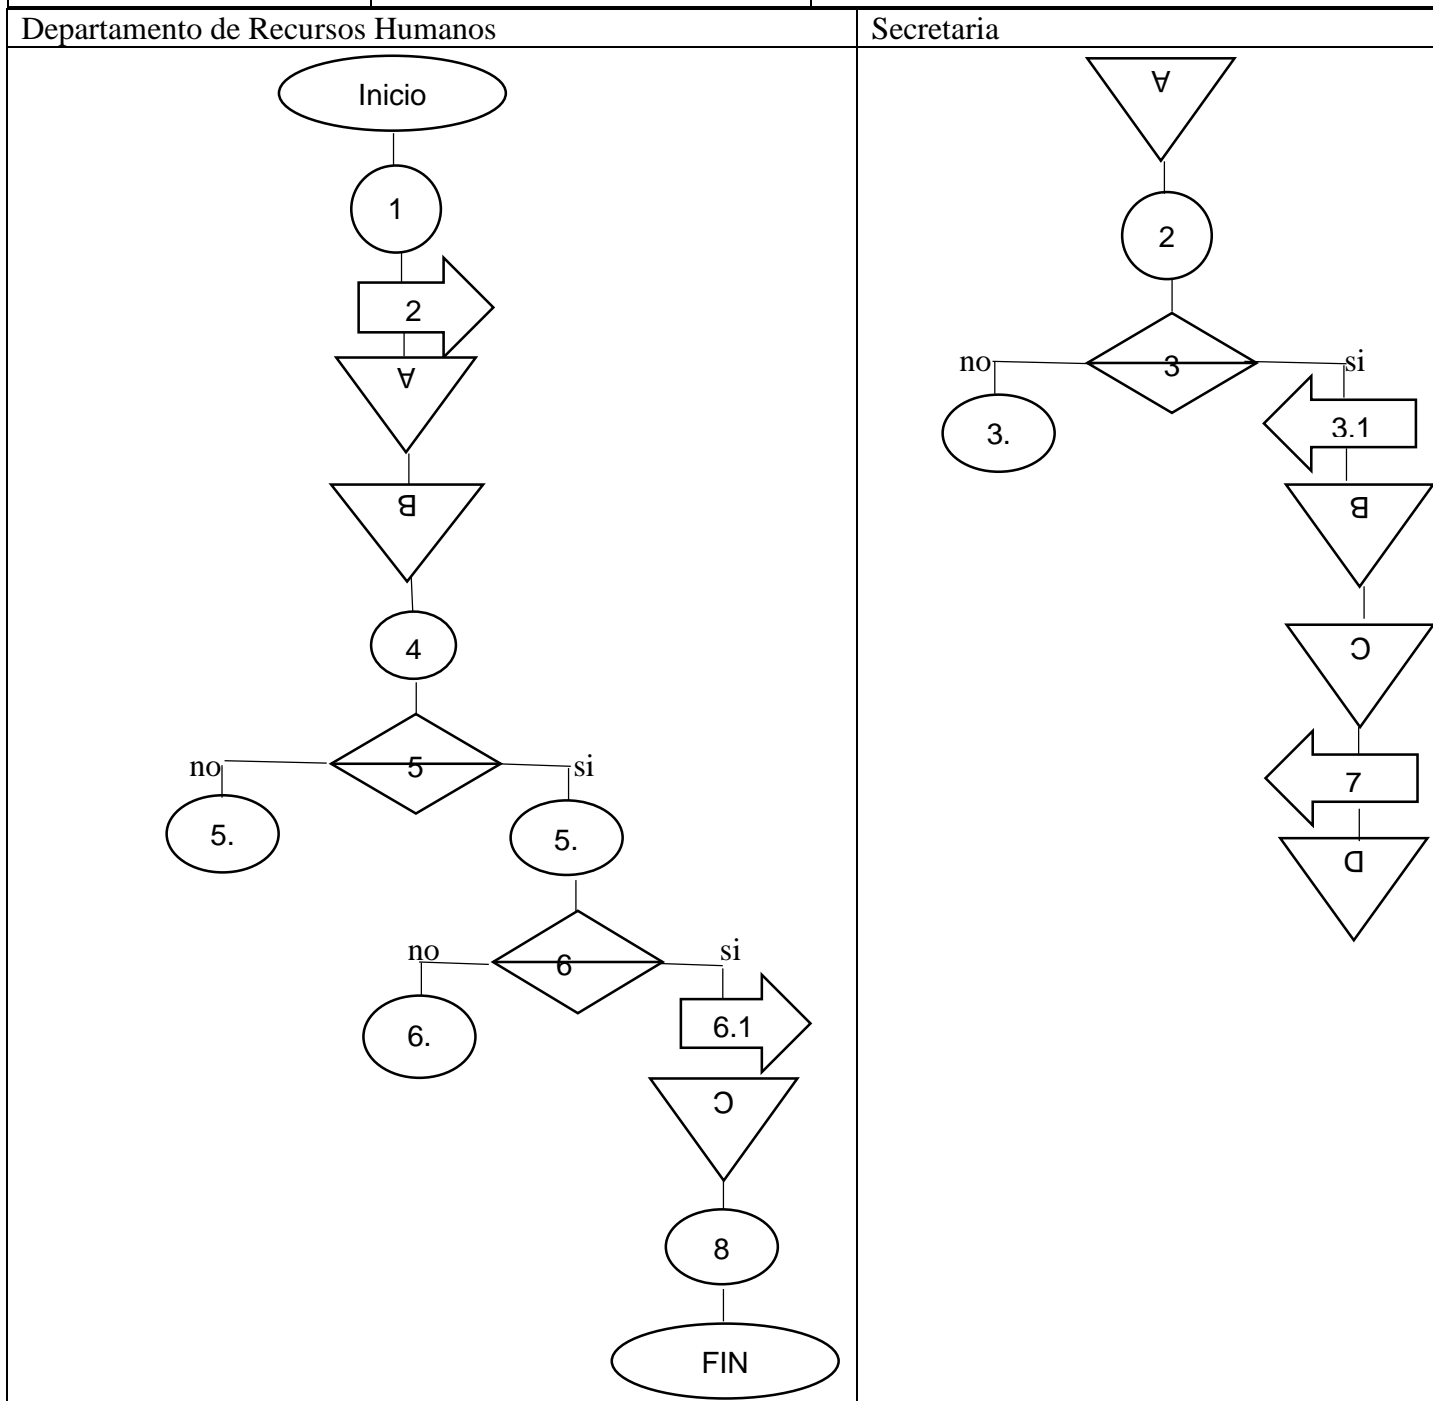 Departamento de Recursos Humanos
Inicio
1
2
A
B
4
5
no
si
5.
5.
6
no
si
6.
6.1
C
8
FIN
Secretaria
A
2
3
no
si
3.
3.1
B
C
7
D